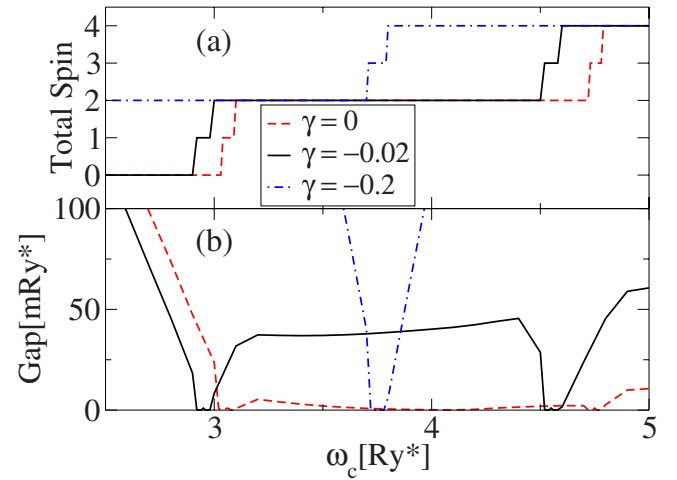 (a)
Total Spin
4
3
2
1
0
γ = 0
γ = −0.02
γ = −0.2
(b)
Gap[mRy*]
100
50
0
3
4
5
ω_c[Ry*]